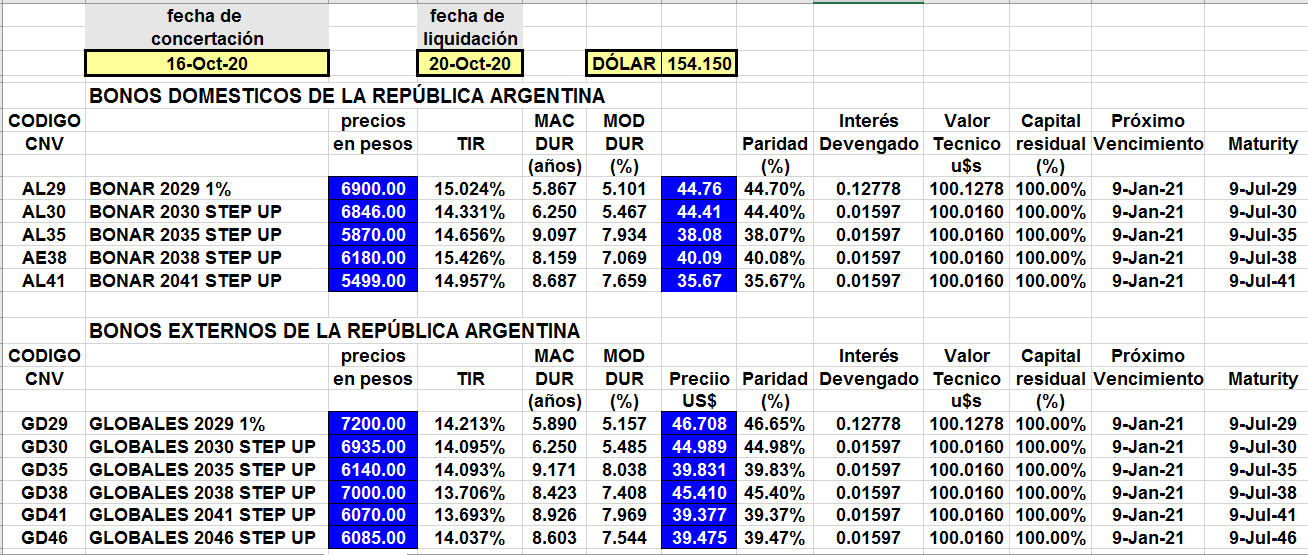 fecha de fecha de
concertación liquidación
16-Oct-20 20-Oct-20 DÓLAR 154.150
BONOS DOMESTICOS DE LA REPÚBLICA ARGENTINA
CODIGO precios MAC MOD Interés Valor Capital Próximo
CNV en pesos TIR DUR DUR Paridad Devengado Tecnico residual Vencimiento Maturity
(años) (%) (%) u$s (%)
AL29 BONAR 2029 1% 6900.00 15.024% 5.867 5.101 44.76 44.70% 0.12778 100.1278 100.00% 9-Jan-21 9-Jul-29
AL30 BONAR 2030 STEP UP 6846.00 14.331% 6.250 5.467 44.41 44.40% 0.01597 100.0160 100.00% 9-Jan-21 9-Jul-30
AL35 BONAR 2035 STEP UP 5870.00 14.656% 9.097 7.934 38.08 38.07% 0.01597 100.0160 100.00% 9-Jan-21 9-Jul-35
AE38 BONAR 2038 STEP UP 6180.00 15.426% 8.159 7.069 40.09 40.08% 0.01597 100.0160 100.00% 9-Jan-21 9-Jul-38
AL41 BONAR 2041 STEP UP 5499.00 14.957% 8.687 7.659 35.67 35.67% 0.01597 100.0160 100.00% 9-Jan-21 9-Jul-41
BONOS EXTERNOS DE LA REPÚBLICA ARGENTINA
CODIGO precios MAC MOD Interés Valor Capital Próximo
CNV en pesos TIR DUR DUR Preciio Paridad Devengado Tecnico residual Vencimiento Maturity
(años) (%) US$ (%) u$s (%)
GD29 GLOBALES 2029 1% 7200.00 14.213% 5.890 5.157 46.708 46.65% 0.12778 100.1278 100.00% 9-Jan-21 9-Jul-29
GD30 GLOBALES 2030 STEP UP 6935.00 14.095% 6.250 5.485 44.989 44.98% 0.01597 100.0160 100.00% 9-Jan-21 9-Jul-30
GD35 GLOBALES 2035 STEP UP 6140.00 14.093% 9.171 8.038 39.831 39.83% 0.01597 100.0160 100.00% 9-Jan-21 9-Jul-35
GD38 GLOBALES 2038 STEP UP 7000.00 13.706% 8.423 7.408 45.410 45.40% 0.01597 100.0160 100.00% 9-Jan-21 9-Jul-38
GD41 GLOBALES 2041 STEP UP 6070.00 13.693% 8.926 7.969 39.377 39.37% 0.01597 100.0160 100.00% 9-Jan-21 9-Jul-41
GD46 GLOBALES 2046 STEP UP 6085.00 14.037% 8.603 7.544 39.475 39.47% 0.01597 100.0160 100.00% 9-Jan-21 9-Jul-46